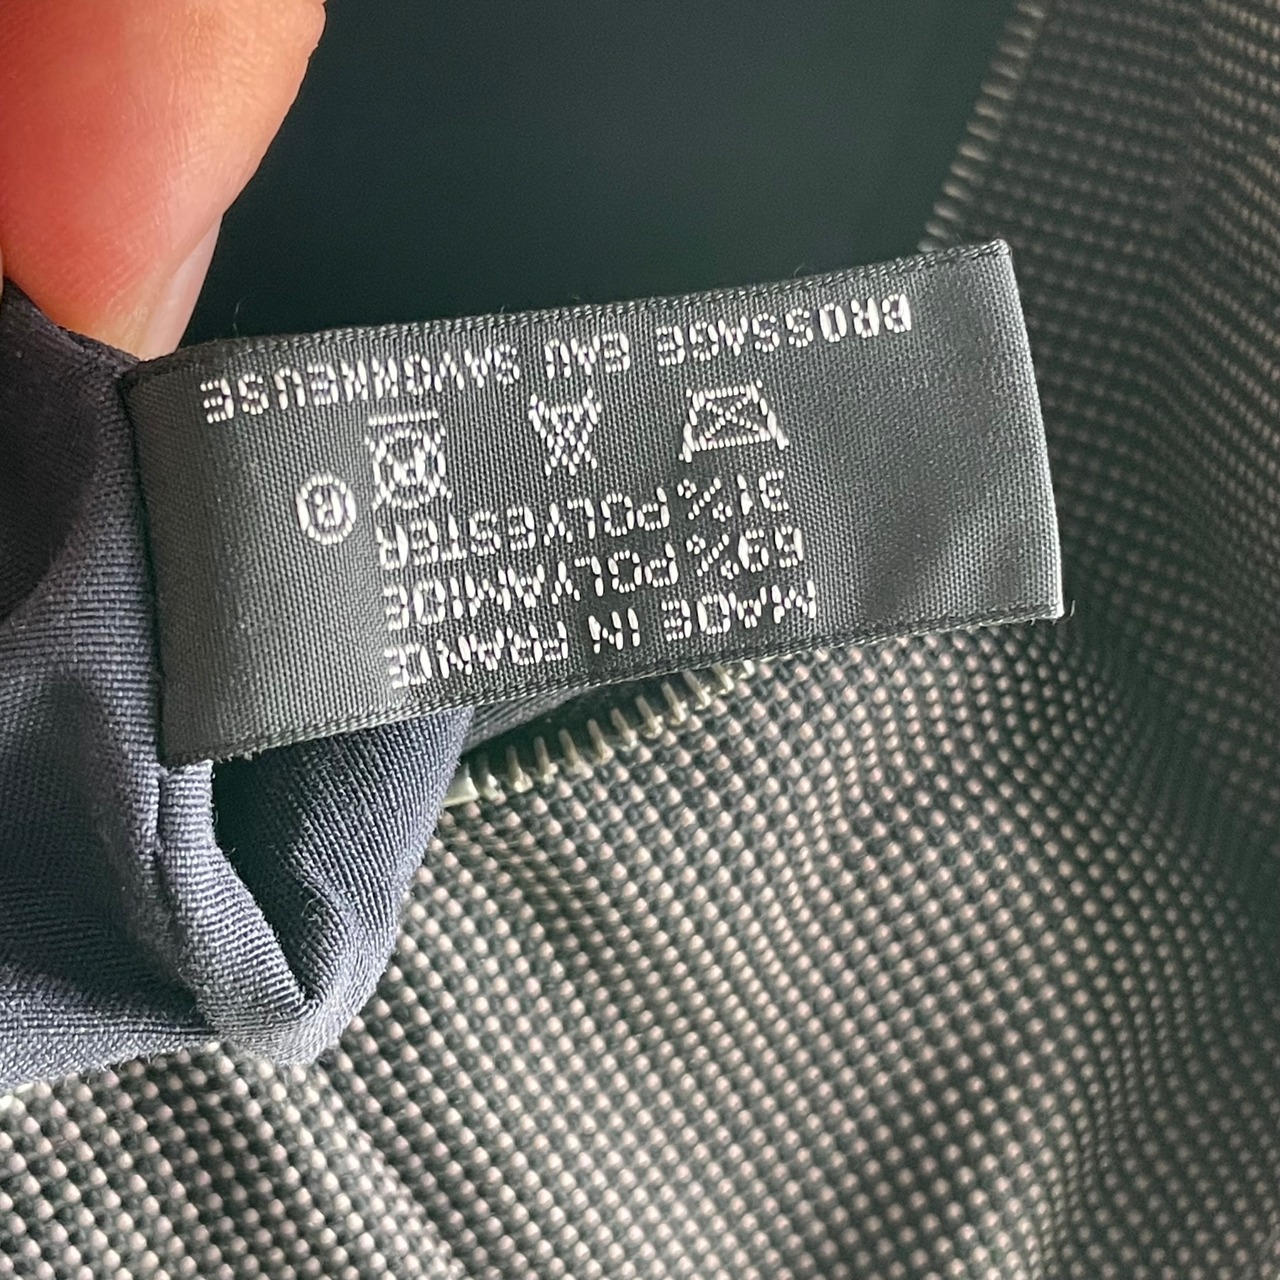 MADE IN FRANCE
69% POLYAMIDE
31% POLYESTER
P
BROSSAGE EAU SAVONNEUSE